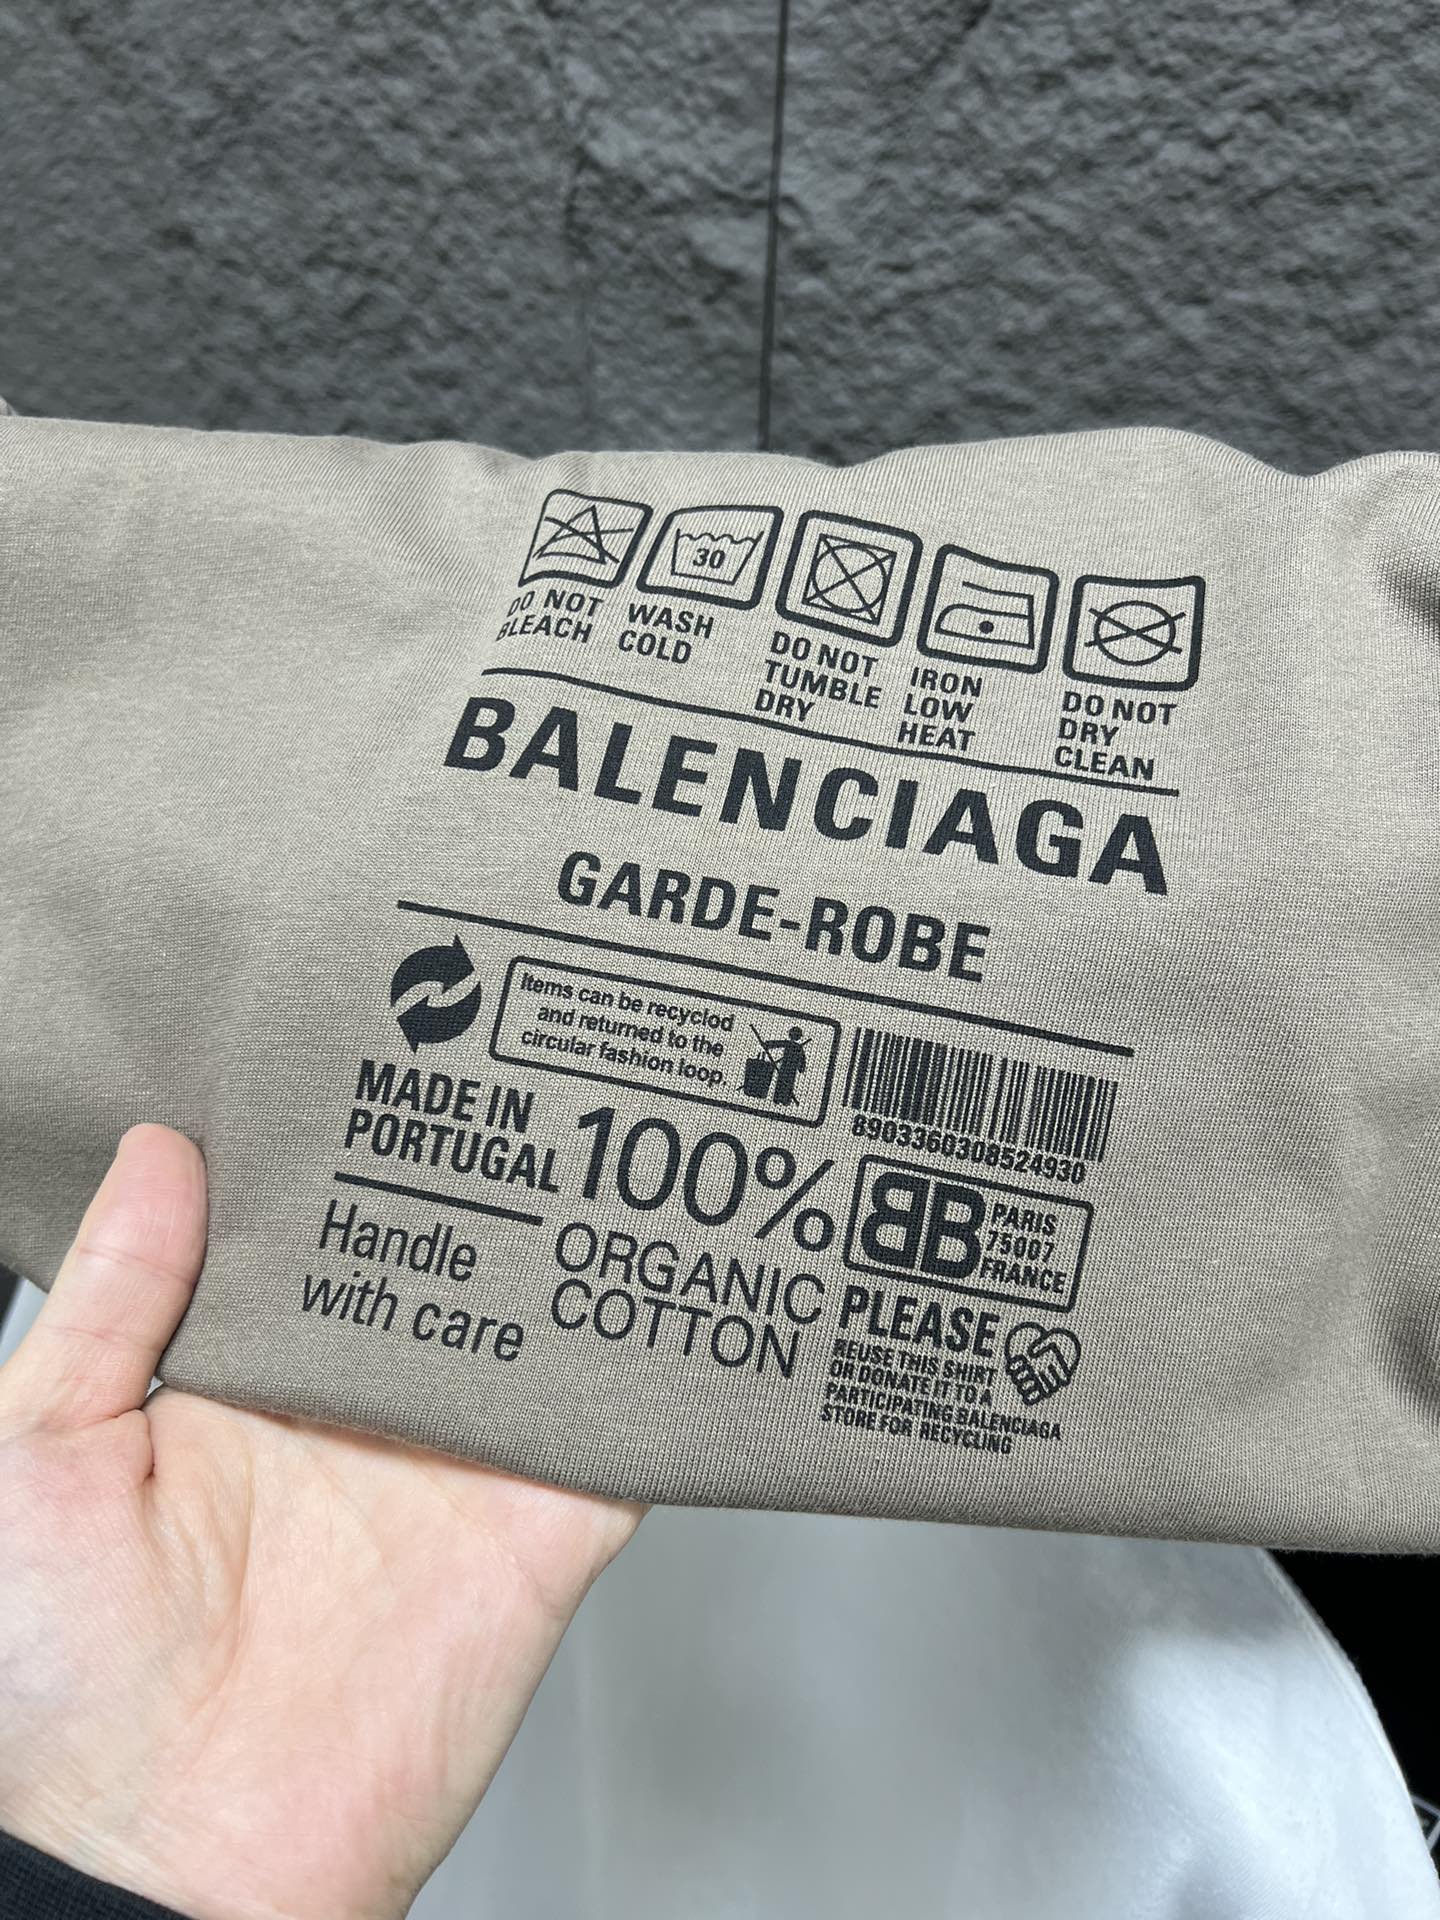 30
DO NOT
BLEACH
WASH
COLD
DO NOT
TUMBLE
DRY
IRON
LOW
HEAT
DO NOT
DRY
CLEAN
BALENCIAGA
GARDE-ROBE
Items can be recyclod
and returned to the
circular fashion loop.
8903360308524930
MADE IN
PORTUGAL
100%
ORGANIC
COTTON
Handle
with care
BB
PARIS
75007
FRANCE
PLEASE
REUSE THIS SHIRT
OR DONATE IT TO A
PARTICIPATING BALENCIAGA
STORE FOR RECYCLING